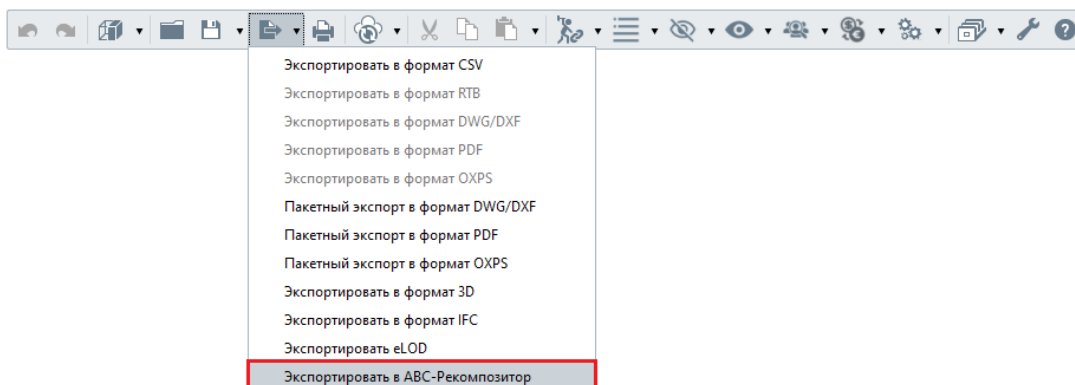 Экспортировать в формат CSV
Экспортировать в формат RTB
Экспортировать в формат DWG/DXF
Экспортировать в формат PDF
Экспортировать в формат OXPS
Пакетный экспорт в формат DWG/DXF
Пакетный экспорт в формат PDF
Пакетный экспорт в формат OXPS
Экспортировать в формат 3D
Экспортировать в формат IFC
Экспортировать eLOD
Экспортировать в АВС-Рекомпозитор